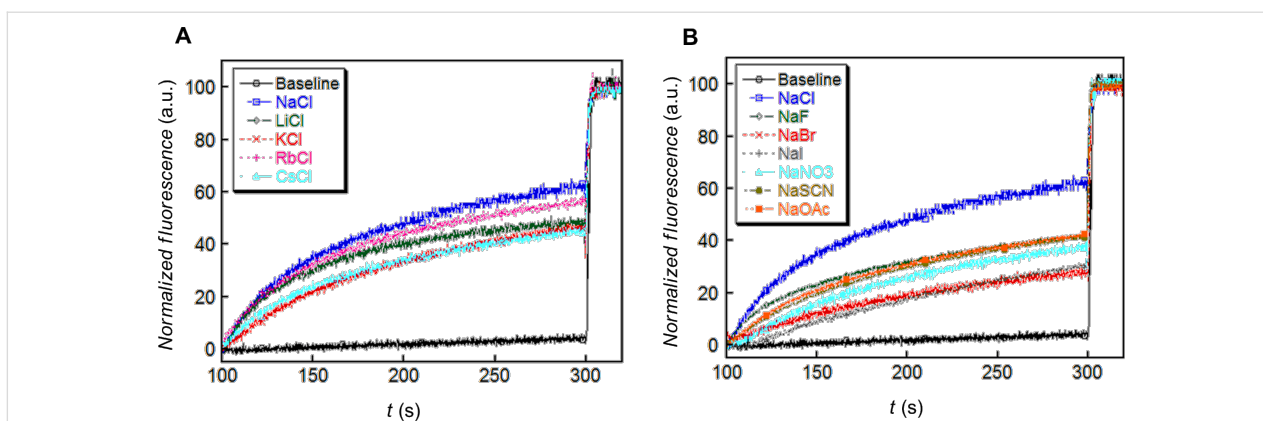 A
Normalized fluorescence (a.u.)
100
80
60
40
20
0
Baseline
NaCl
LiCl
KCl
RbCl
CsCl
100
150
200
250
300
t (s)
B
Normalized fluorescence (a.u.)
100
80
60
40
20
0
Baseline
NaCl
NaF
NaBr
NaI
NaNO3
NaSCN
NaOAc
100
150
200
250
300
t (s)